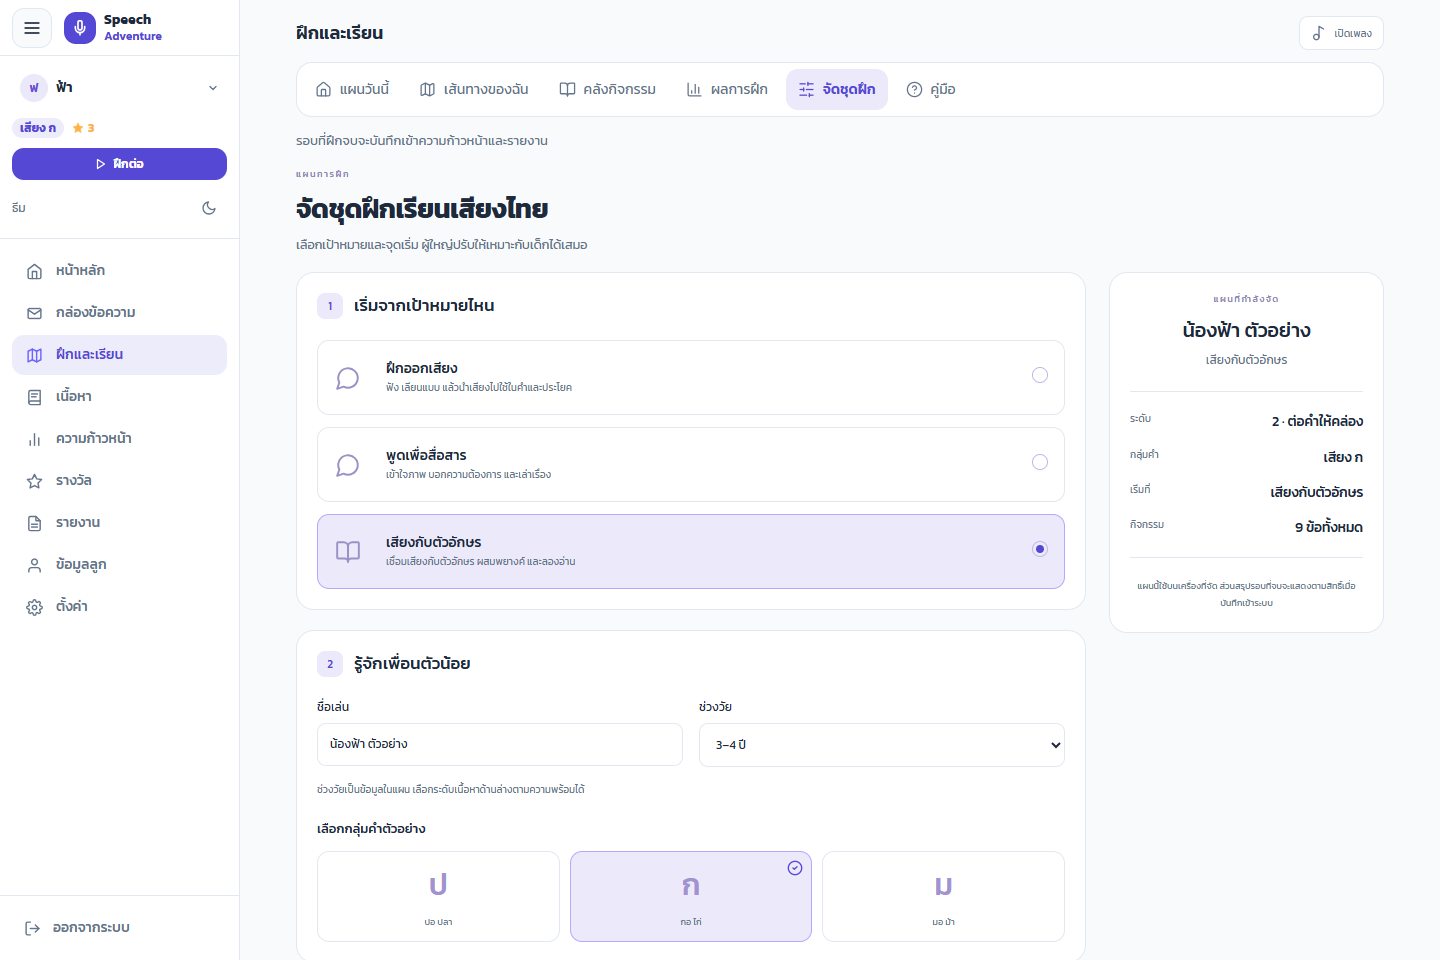 Speech
Adventure
ฟ ฟ้า
เสียง ก 3
ฝึกต่อ
ธีม
หน้าหลัก
กล่องข้อความ
ฝึกและเรียน
เนื้อหา
ความก้าวหน้า
รางวัล
รายงาน
ข้อมูลลูก
ตั้งค่า
ออกจากระบบ
ฝึกและเรียน
เปิดเพลง
แผนวันนี้ เส้นทางของฉัน คลังกิจกรรม ผลการฝึก จัดชุดฝึก คู่มือ
รอบที่ฝึกจบจะบันทึกเข้าความก้าวหน้าและรายงาน
แผนการฝึก
จัดชุดฝึกเรียนเสียงไทย
เลือกเป้าหมายและจุดเริ่ม ผู้ใหญ่ปรับให้เหมาะกับเด็กได้เสมอ
1 เริ่มจากเป้าหมายไหน
ฝึกออกเสียง
ฟัง เลียนแบบ แล้วนำเสียงไปใช้ในคำและประโยค
พูดเพื่อสื่อสาร
เข้าใจภาพ บอกความต้องการ และเล่าเรื่อง
เสียงกับตัวอักษร
เชื่อมเสียงกับตัวอักษร ผสมพยางค์ และลองอ่าน
2 รู้จักเพื่อนตัวน้อย
ชื่อเล่น ช่วงวัย
น้องฟ้า ตัวอย่าง 3–4 ปี
ช่วงวัยเป็นข้อมูลในแผน เลือกระดับเนื้อหาด้านล่างตามความพร้อมได้
เลือกกลุ่มคำตัวอย่าง
ป ก ม
ปอ ปลา กอ ไก่ มอ ม้า
แผนที่กำลังจัด
น้องฟ้า ตัวอย่าง
เสียงกับตัวอักษร
ระดับ 2 · ต่อคำให้คล่อง
กลุ่มคำ เสียง ก
เริ่มที่ เสียงกับตัวอักษร
กิจกรรม 9 ข้อทั้งหมด
แผนนี้ใช้บนเครื่องที่จัด ส่วนสรุปรอบที่จบจะแสดงตามสิทธิ์เมื่อ
บันทึกเข้าระบบ